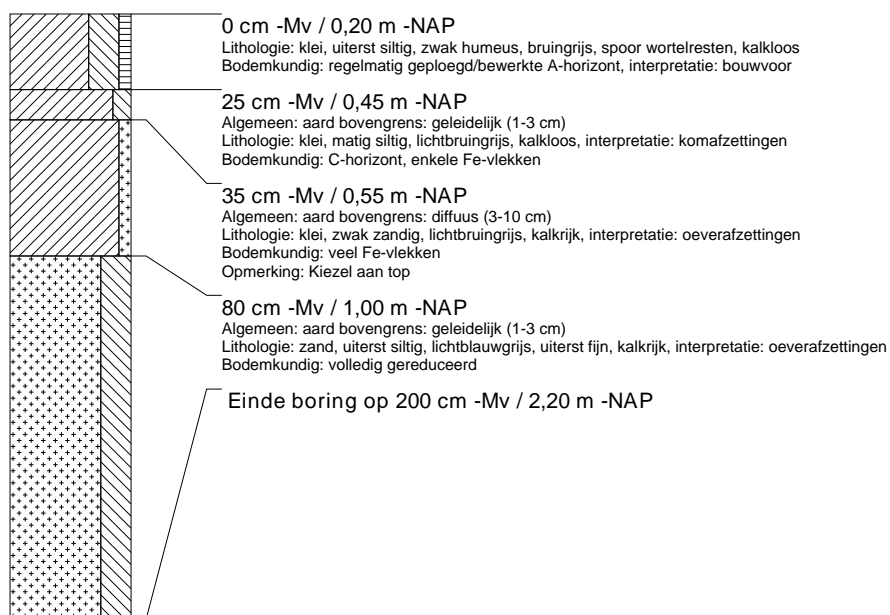 0 cm -Mv / 0,20 m -NAP
Lithologie: klei, uiterst siltig, zwak humeus, bruingrijs, spoor wortelresten, kalkloos
Bodemkundig: regelmatig geploegd/bewerkte A-horizont, interpretatie: bouwvoor
25 cm -Mv / 0,45 m -NAP
Algemeen: aard bovengrens: geleidelijk (1-3 cm)
Lithologie: klei, matig siltig, lichtbruingrijs, kalkloos, interpretatie: komafzettingen
Bodemkundig: C-horizont, enkele Fe-vlekken
35 cm -Mv / 0,55 m -NAP
Algemeen: aard bovengrens: diffuus (3-10 cm)
Lithologie: klei, zwak zandig, lichtbruingrijs, kalkrijk, interpretatie: oeverafzettingen
Bodemkundig: veel Fe-vlekken
Opmerking: Kiezel aan top
80 cm -Mv / 1,00 m -NAP
Algemeen: aard bovengrens: geleidelijk (1-3 cm)
Lithologie: zand, uiterst siltig, lichtblauwgrijs, uiterst fijn, kalkrijk, interpretatie: oeverafzettingen
Bodemkundig: volledig gereduceerd
Einde boring op 200 cm -Mv / 2,20 m -NAP